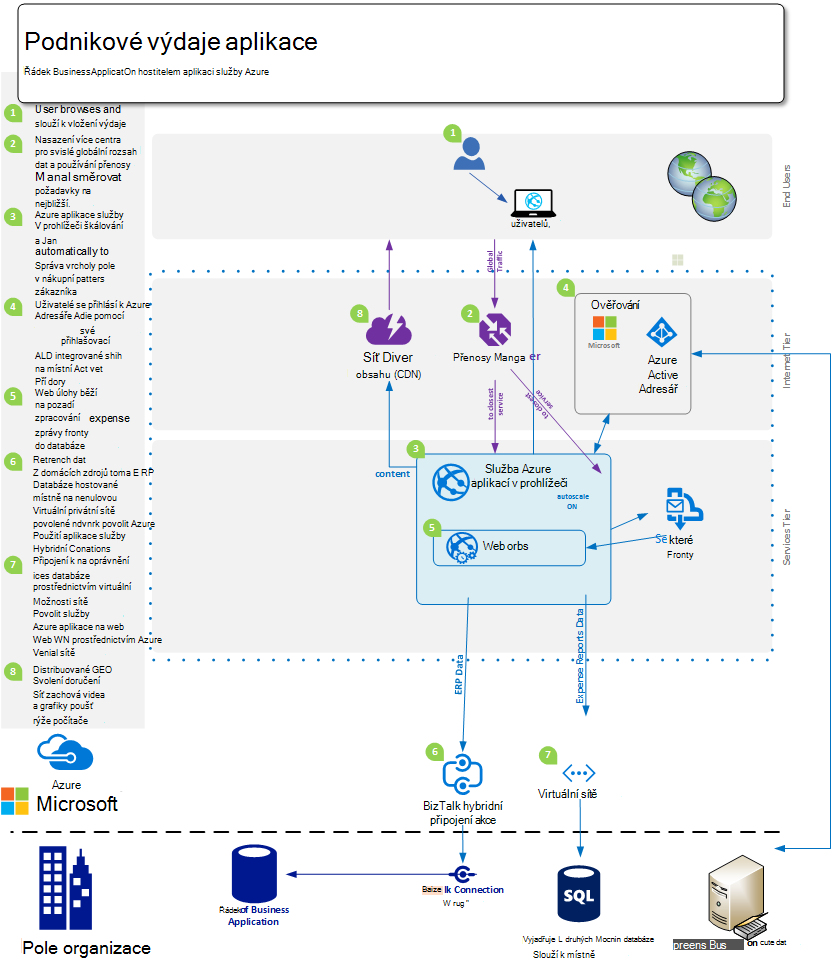 Podnikové výdaje aplikace
Řádek BusinessApplicatOn hostitelem aplikaci služby Azure
1
User browses and
slouží k vložení výdaje
2
Nasazení více centra
pro svislé globální rozsah
dat a používání přenosy
Manal směrovat
požadavky na
nejbližší.
3
Azure aplikace služby
V prohlížeči škálování
a Jan
automatically to
Správa vrcholy pole
v nákupní patters
zákazníka
4
Uživatelé se přihlásí k Azure
Adresáře Adie pomocí
své
přihlašovací
ALD integrované shih
na místní Act vet
Pří dory
5
Web úlohy běží
na pozadí
zpracování expense
zprávy fronty
do databáze
6
Retrench dat
Z domácích zdrojů toma E RP
Databáze hostované
místně na nenulovou
Virtuální privátní sítě
povolené ndvnrk povolit Azure
Použití aplikace služby
Hybridní Conations
7
Připojení k na oprávnění
ices databáze
prostřednictvím virtuální
Možnosti sítě
Povolit služby
Azure aplikace na web
Web WN prostřednictvím Azure
Venial sítě
8
Distribuované GEO
Svolení doručení
Síť zachová videa
a grafiky poušť
rýže počítače
Azure
Microsoft
1
uživatelů,
End Users
Global
Traffic
8
Síť Diver
obsahu (CDN)
2
Přenosy Manga er
4
Ověřování
Microsoft
Azure
Active
Adresář
Internet Tier
to closest
service
to closest
service
content
3
Služba Azure
aplikací v prohlížeči
autoscale
ON
5
Web orbs
Se které
Fronty
Services Tier
ERP Data
Expense Reports Data
6
BizTalk hybridní
připojení akce
7
Virtuální sítě
Pole organizace
Řádek of Business
Application
Baize lk Connection
W rug "
SQL
Vyjadřuje L druhých Mocnin databáze
Slouží k místně
preens Bus on cute dat